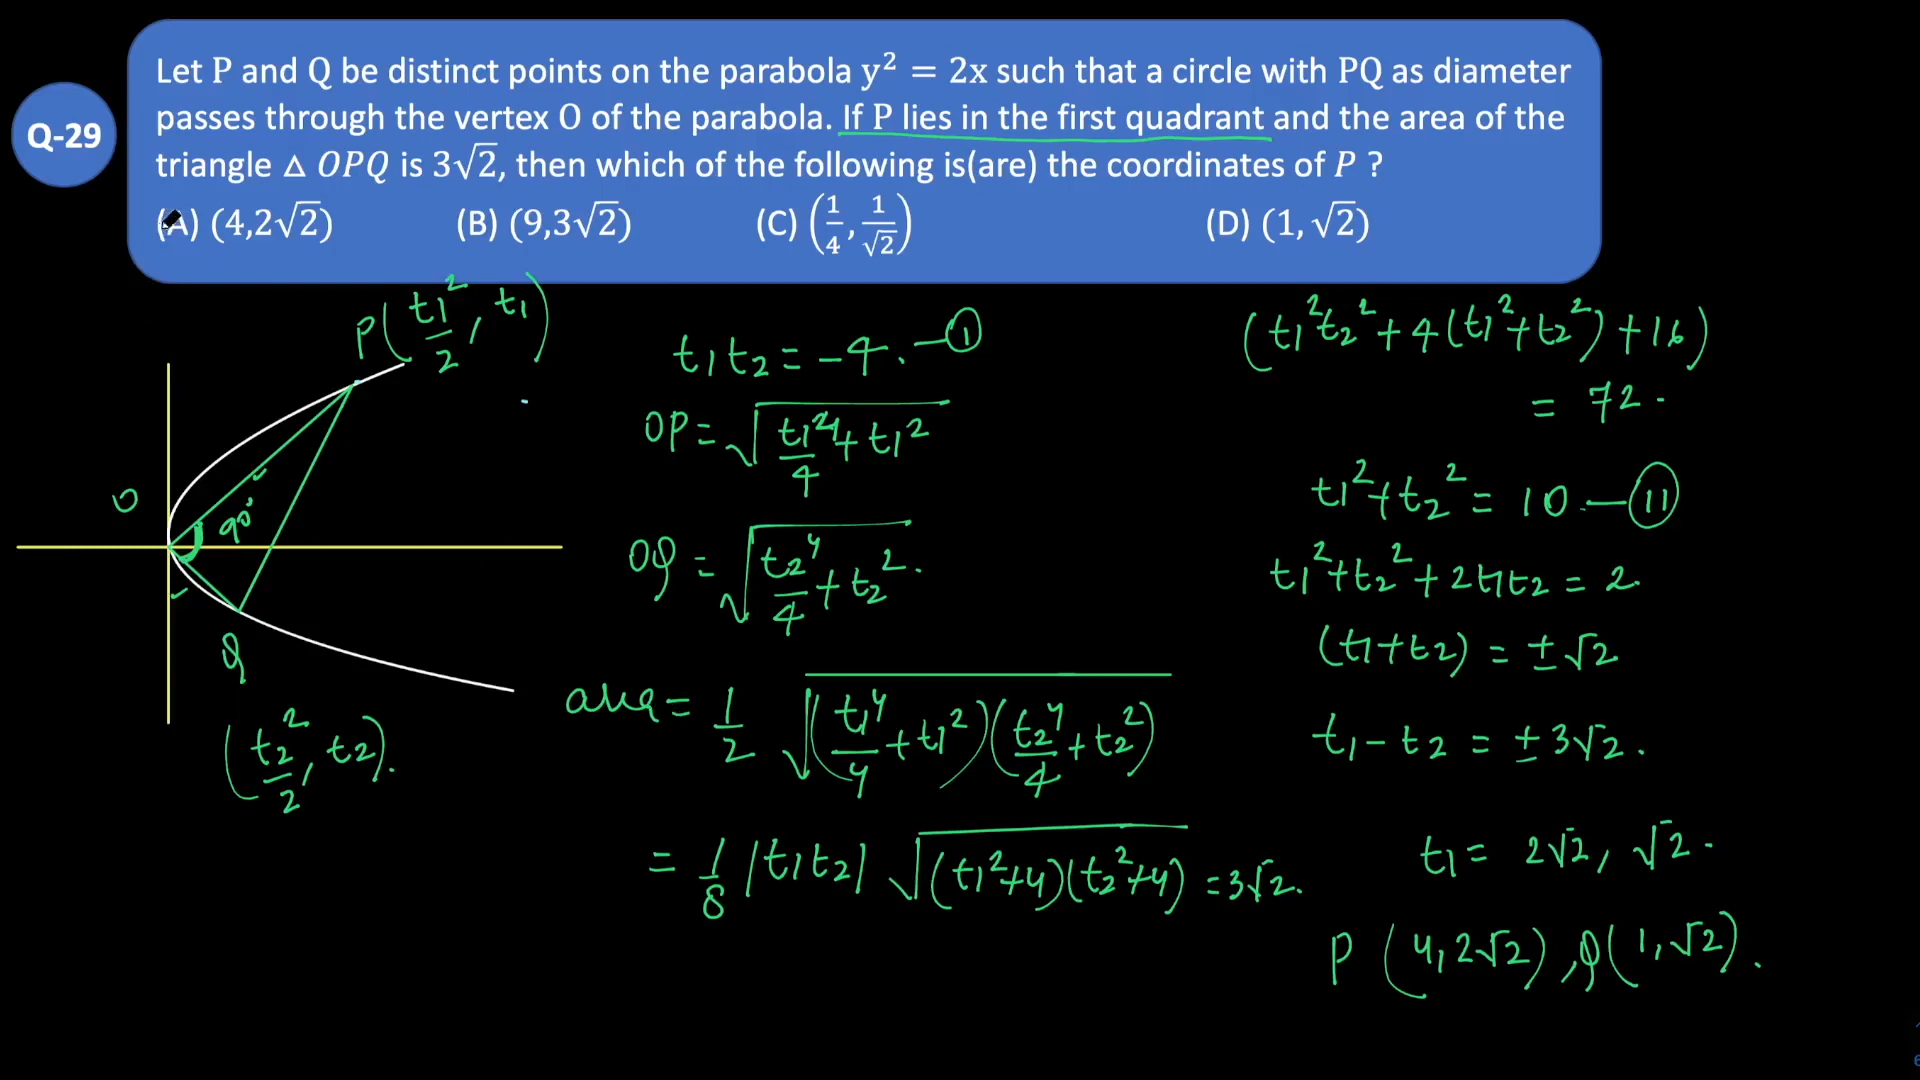 Q-29
Let P and Q be distinct points on the parabola y² = 2x such that a circle with PQ as diameter
passes through the vertex O of the parabola. If P lies in the first quadrant and the area of the
triangle △ OPQ is 3√2, then which of the following is(are) the coordinates of P ?
(A) (4,2√2) (B) (9,3√2) (C) (1/4, 1/√2) (D) (1, √2)
P(t1²/2, t1)
O
90°
Q
(t2²/2, t2).
t1t2 = -4. —①
OP = √(t1⁴/4 + t1²)
OQ = √(t2⁴/4 + t2²).
area = 1/2 √((t1⁴/4 + t1²)(t2⁴/4 + t2²))
= 1/8 |t1t2| √((t1²+4)(t2²+4)) = 3√2.
(t1²t2² + 4(t1²+t2²) + 16)
= 72.
t1²+t2² = 10 —⑪
t1²+t2²+2t1t2 = 2.
(t1+t2) = ±√2
t1-t2 = ±3√2.
t1 = 2√2, √2.
P (4,2√2), Q(1,√2).
6